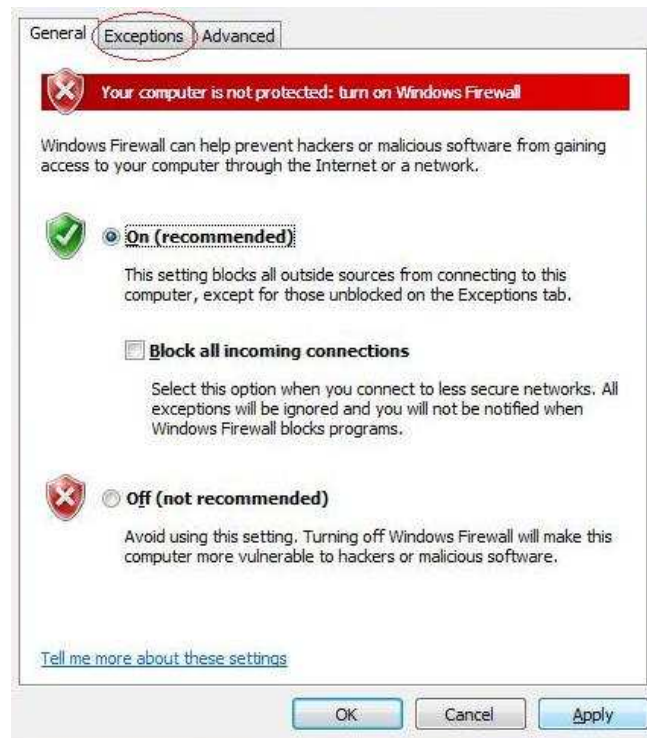 General Exceptions Advanced
Your computer is not protected: turn on Windows Firewall
Windows Firewall can help prevent hackers or malicious software from gaining
access to your computer through the Internet or a network.
On (recommended)
This setting blocks all outside sources from connecting to this
computer, except for those unblocked on the Exceptions tab.
Block all incoming connections
Select this option when you connect to less secure networks. All
exceptions will be ignored and you will not be notified when
Windows Firewall blocks programs.
Off (not recommended)
Avoid using this setting. Turning off Windows Firewall will make this
computer more vulnerable to hackers or malicious software.
Tell me more about these settings
OK Cancel Apply